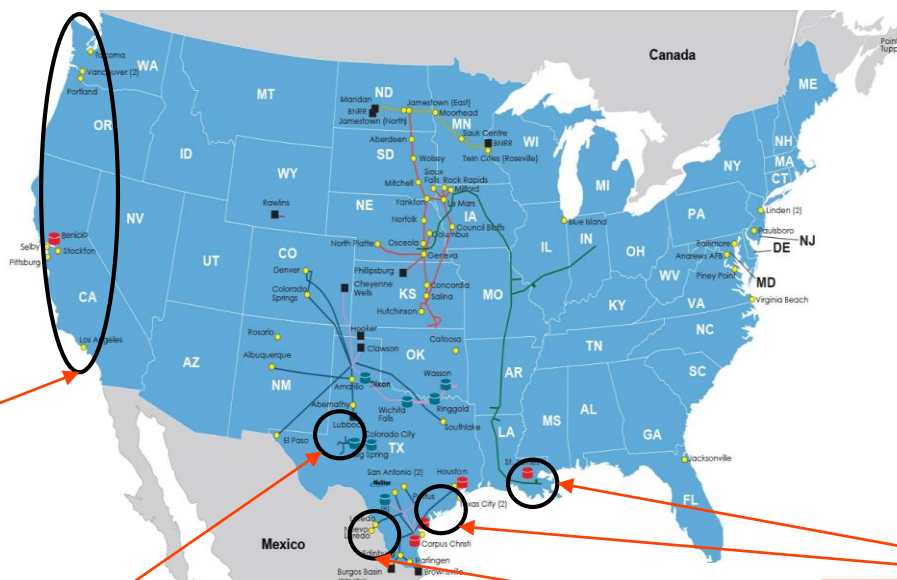 Canada
Point
Tupp
Tacoma
WA
Vancouver (2)
Portland
OR
MT
ID
WY
Rawlins
NV
UT
CO
CA
AZ
NM
Benicia
Selby
Stockton
Pittsburg
Los Angeles
ND
Mandan
BNRR
Jamestown (North)
Jamestown (East)
Moorhead
MN
Sauk Centre
BNRR
Twin Cities (Roseville)
Aberdeen
SD
Wolsey
Sioux
Falls
Rock Rapids
Milford
Mitchell
Yankton
Le Mars
NE
IA
Norfolk
Columbus
Council Bluffs
North Platte
Osceola
Geneva
Phillipsburg
Cheyenne
Wells
KS
Concordia
Salina
Hutchinson
Denver
Colorado
Springs
Hooker
Clawson
OK
Catoosa
Rosario
Albuquerque
Amarillo
Dixon
Wasson
Abernathy
Wichita
Falls
Ringgold
Lubboc
Colorado City
Southlake
El Paso
Big Spring
TX
San Antonio (2)
Houston
Texas City (2)
Laredo
Nuevo
Laredo
Corpus Christi
Edinb
Harlingen
Burgos Basin
Brownsville
Mexico
WI
MI
IL
IN
OH
Blue Island
MO
KY
WV
VA
TN
NC
SC
AR
MS
AL
GA
LA
FL
Jacksonville
ME
NH
MA
CT
NY
PA
Linden (2)
Paulsboro
NJ
Baltimore
DE
Andrews AFB
Piney Point
MD
Virginia Beach